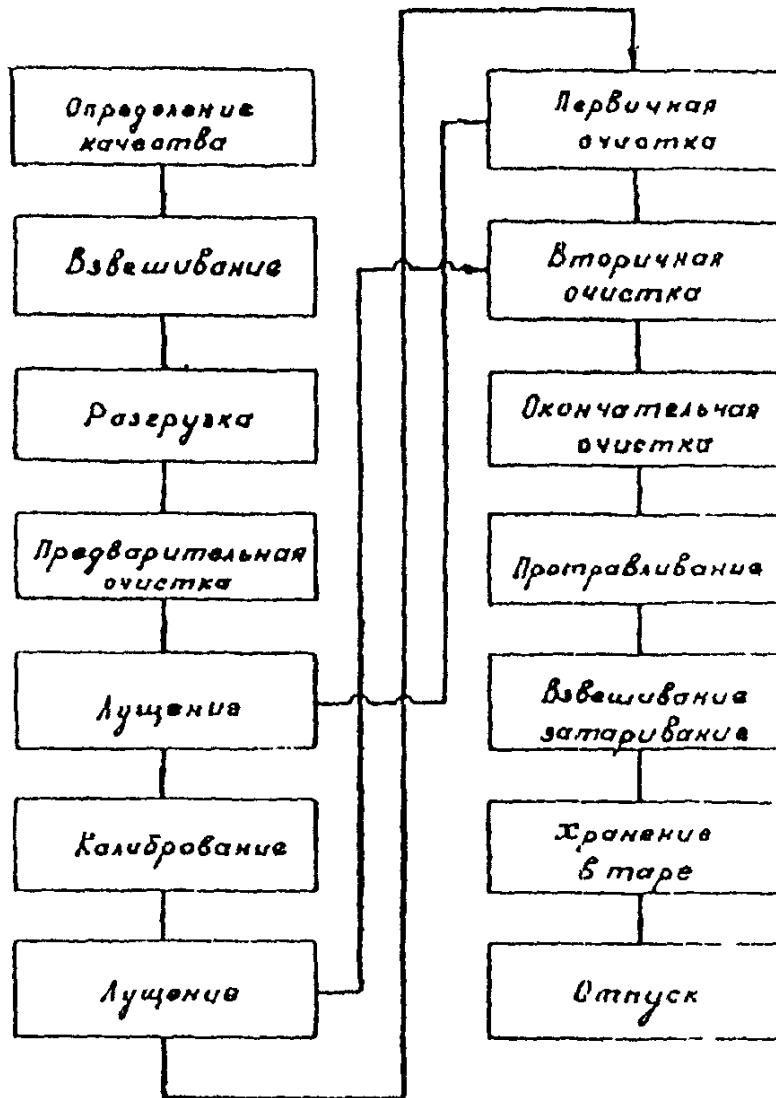 Определение
качества
Взвешивание
Разгрузка
Предварительная
очистка
Лущение
Калибрование
Лущение
Первичная
очистка
Вторичная
очистка
Окончательная
очистка
Протравливание
Взвешивание
затаривание
Хранение
в таре
Отпуск